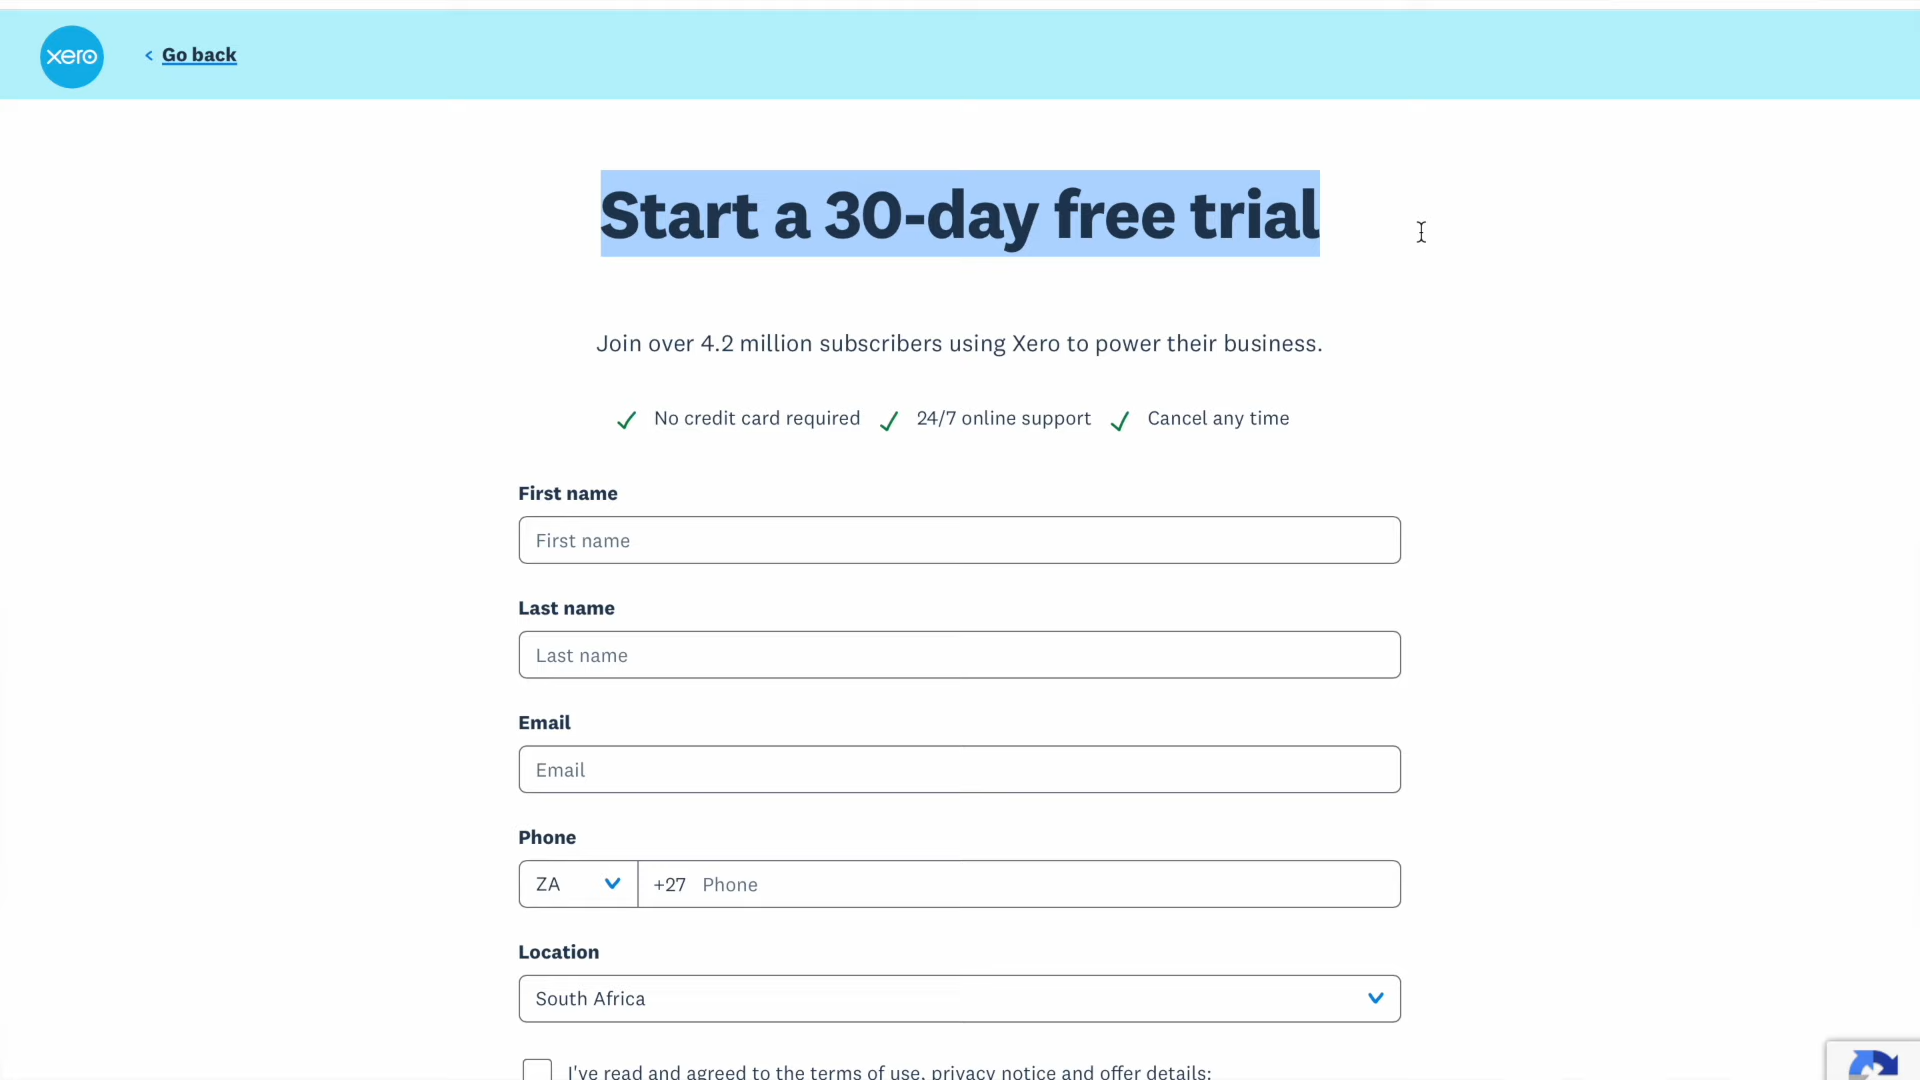 xero
< Go back
Start a 30-day free trial
Join over 4.2 million subscribers using Xero to power their business.
No credit card required 24/7 online support Cancel any time
First name
First name
Last name
Last name
Email
Email
Phone
ZA +27 Phone
Location
South Africa
I've read and agreed to the terms of use, privacy notice and offer details: